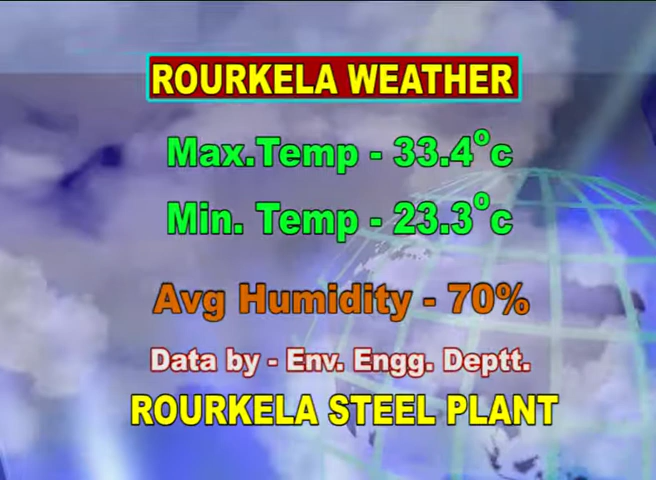 ROURKELA WEATHER
Max.Temp - 33.4°c
Min. Temp - 23.3°c
Avg Humidity - 70%
Data by - Env. Engg. Deptt.
ROURKELA STEEL PLANT